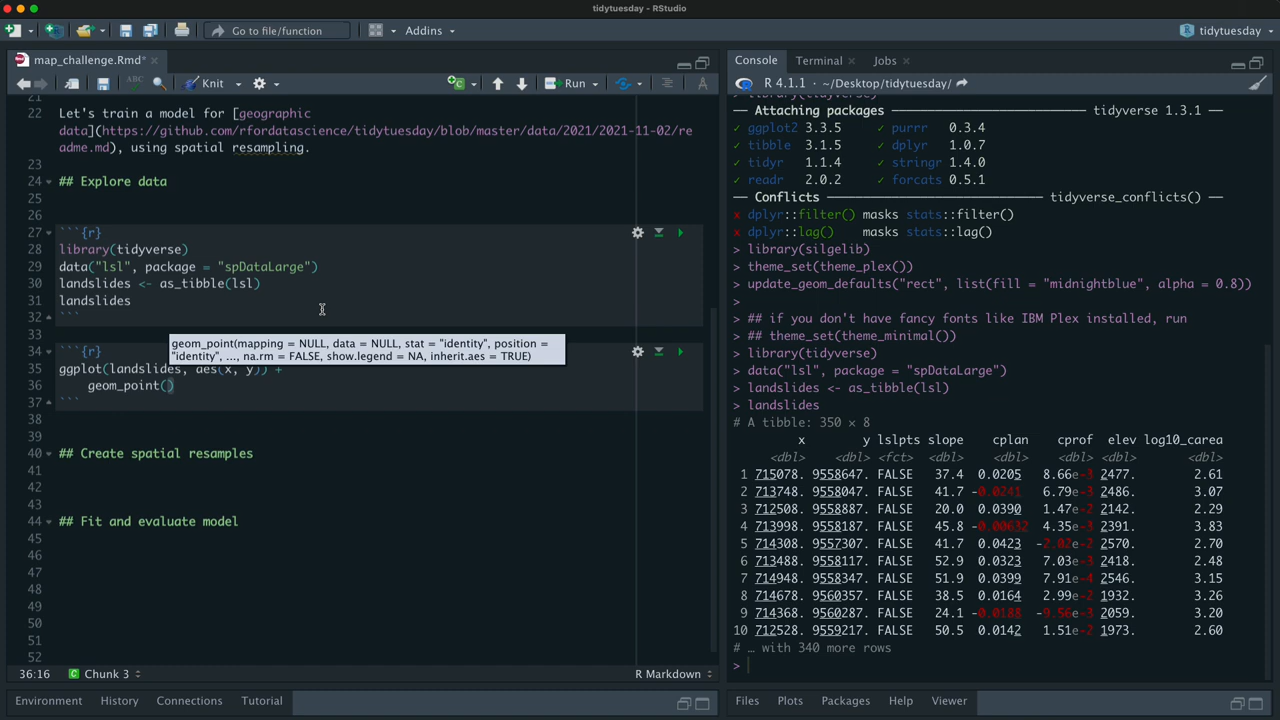 tidytuesday - RStudio
Go to file/function
Addins
tidytuesday
map_challenge.Rmd*
ABC
Knit
Run
21
22 Let's train a model for [geographic
data](https://github.com/rfordatascience/tidytuesday/blob/master/data/2021/2021-11-02/re
adme.md), using spatial resampling.
23
24 ## Explore data
25
26
27 ```{r}
28 library(tidyverse)
29 data("lsl", package = "spDataLarge")
30 landslides <- as_tibble(lsl)
31 landslides
32 ```
33
geom_point(mapping = NULL, data = NULL, stat = "identity", position =
"identity", ..., na.rm = FALSE, show.legend = NA, inherit.aes = TRUE)
34 ```{r}
35 ggplot(landslides, aes(x, y)) +
36 geom_point()
37 ```
38
39
40 ## Create spatial resamples
41
42
43
44 ## Fit and evaluate model
45
46
47
48
49
50
51
52
36:16 Chunk 3 R Markdown
Environment History Connections Tutorial
Console Terminal Jobs
R 4.1.1 · ~/Desktop/tidytuesday/
> library(tidyverse)
— Attaching packages ———— tidyverse 1.3.1 —
✓ ggplot2 3.3.5 ✓ purrr 0.3.4
✓ tibble 3.1.5 ✓ dplyr 1.0.7
✓ tidyr 1.1.4 ✓ stringr 1.4.0
✓ readr 2.0.2 ✓ forcats 0.5.1
— Conflicts ———— tidyverse_conflicts() —
x dplyr::filter() masks stats::filter()
x dplyr::lag() masks stats::lag()
> library(silgelib)
> theme_set(theme_plex())
> update_geom_defaults("rect", list(fill = "midnightblue", alpha = 0.8))
>
> ## if you don't have fancy fonts like IBM Plex installed, run
> ## theme_set(theme_minimal())
> library(tidyverse)
> data("lsl", package = "spDataLarge")
> landslides <- as_tibble(lsl)
> landslides
# A tibble: 350 × 8
x y lslpts slope cplan cprof elev log10_carea
<dbl> <dbl> <fct> <dbl> <dbl> <dbl> <dbl> <dbl>
1 715078. 9558647. FALSE 37.4 0.0205 8.66e-3 2477. 2.61
2 713748. 9558047. FALSE 41.7 -0.0241 6.79e-3 2486. 3.07
3 712508. 9558887. FALSE 20.0 0.0390 1.47e-2 2142. 2.29
4 713998. 9558187. FALSE 45.8 -0.00632 4.35e-3 2391. 3.83
5 714308. 9557307. FALSE 41.7 0.0423 -2.02e-2 2570. 2.70
6 713488. 9558117. FALSE 52.9 0.0323 7.03e-3 2418. 2.48
7 714948. 9558347. FALSE 51.9 0.0399 7.91e-4 2546. 3.15
8 714678. 9560357. FALSE 38.5 0.0164 2.99e-2 1932. 3.26
9 714368. 9560287. FALSE 24.1 -0.0188 -9.56e-3 2059. 3.20
10 712528. 9559217. FALSE 50.5 0.0142 1.51e-2 1973. 2.60
# … with 340 more rows
>
Files Plots Packages Help Viewer